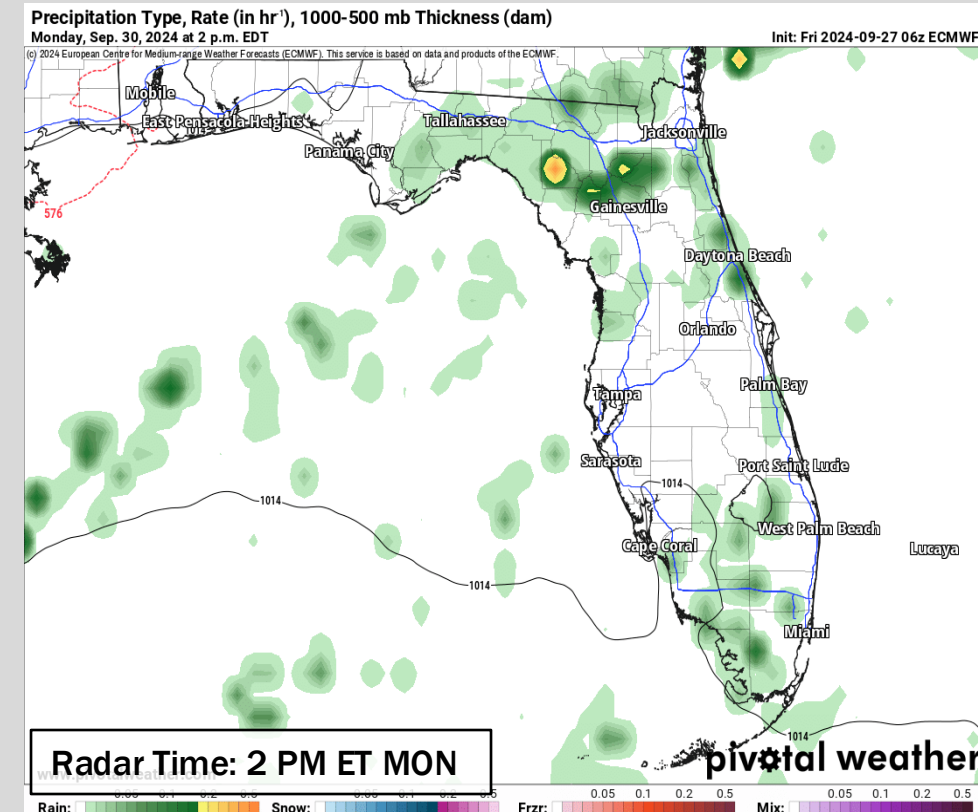 Precipitation Type, Rate (in hr⁻¹), 1000-500 mb Thickness (dam)
Monday, Sep. 30, 2024 at 2 p.m. EDT
Init: Fri 2024-09-27 06z ECMWF
(c) 2024 European Centre for Medium-range Weather Forecasts (ECMWF). This service is based on data and products of the ECMWF.
Mobile
East Pensacola Heights
Tallahassee
Jacksonville
Panama City
576
Gainesville
Daytona Beach
Orlando
Palm Bay
Tampa
Sarasota
Port Saint Lucie
1014
1014
West Palm Beach
Cape Coral
Lucaya
1014
Miami
1014
Radar Time: 2 PM ET MON
pivotal weather
www.pivotalweather.com
0.05 0.1 0.2 0.5
0.05 0.1 0.2 0.5
Rain:
Snow:
Frzr:
Mix: